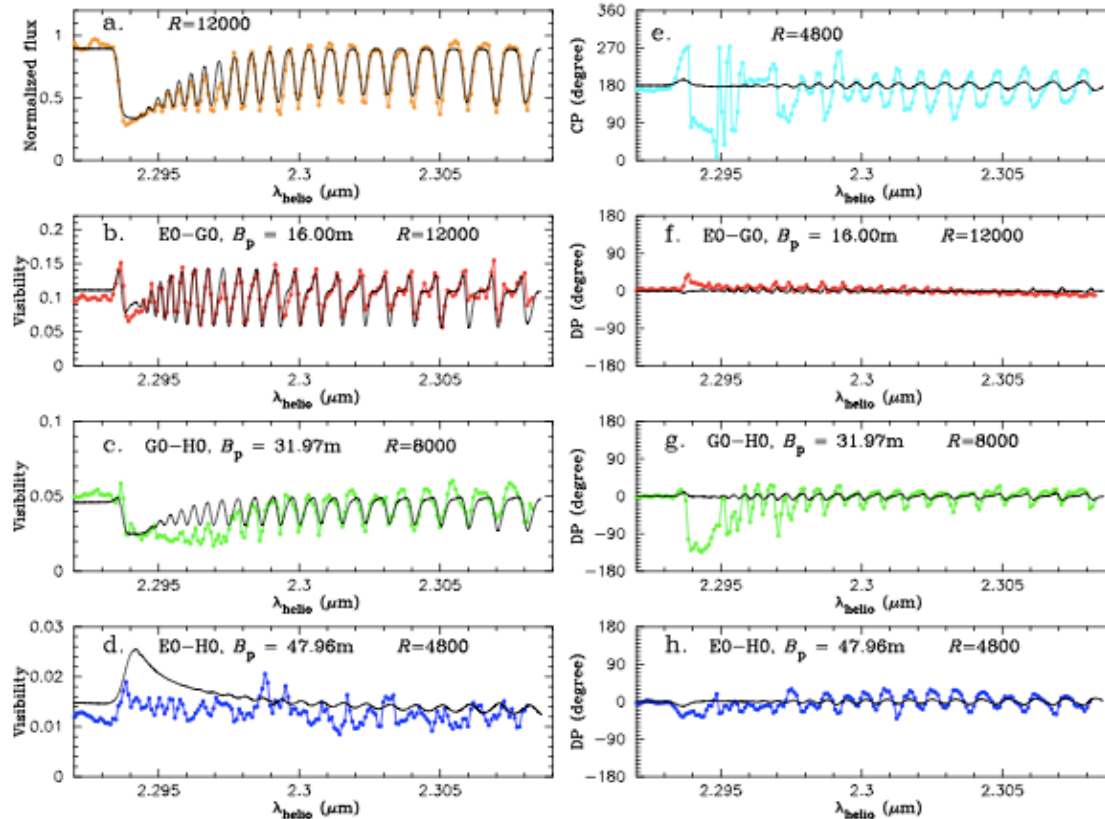 a. R=12000
Normalized flux
1
0.5
0
2.295 2.3 2.305
λhelio (μm)
b. E0−G0, Bp = 16.00m R=12000
Visibility
0.2
0.15
0.1
0.05
0
2.295 2.3 2.305
λhelio (μm)
c. G0−H0, Bp = 31.97m R=8000
Visibility
0.1
0.05
0
2.295 2.3 2.305
λhelio (μm)
d. E0−H0, Bp = 47.96m R=4800
Visibility
0.03
0.02
0.01
0
2.295 2.3 2.305
λhelio (μm)
e. R=4800
CP (degree)
360
270
180
90
0
2.295 2.3 2.305
λhelio (μm)
f. E0−G0, Bp = 16.00m R=12000
DP (degree)
180
90
0
−90
−180
2.295 2.3 2.305
λhelio (μm)
g. G0−H0, Bp = 31.97m R=8000
DP (degree)
180
90
0
−90
−180
2.295 2.3 2.305
λhelio (μm)
h. E0−H0, Bp = 47.96m R=4800
DP (degree)
180
90
0
−90
−180
2.295 2.3 2.305
λhelio (μm)